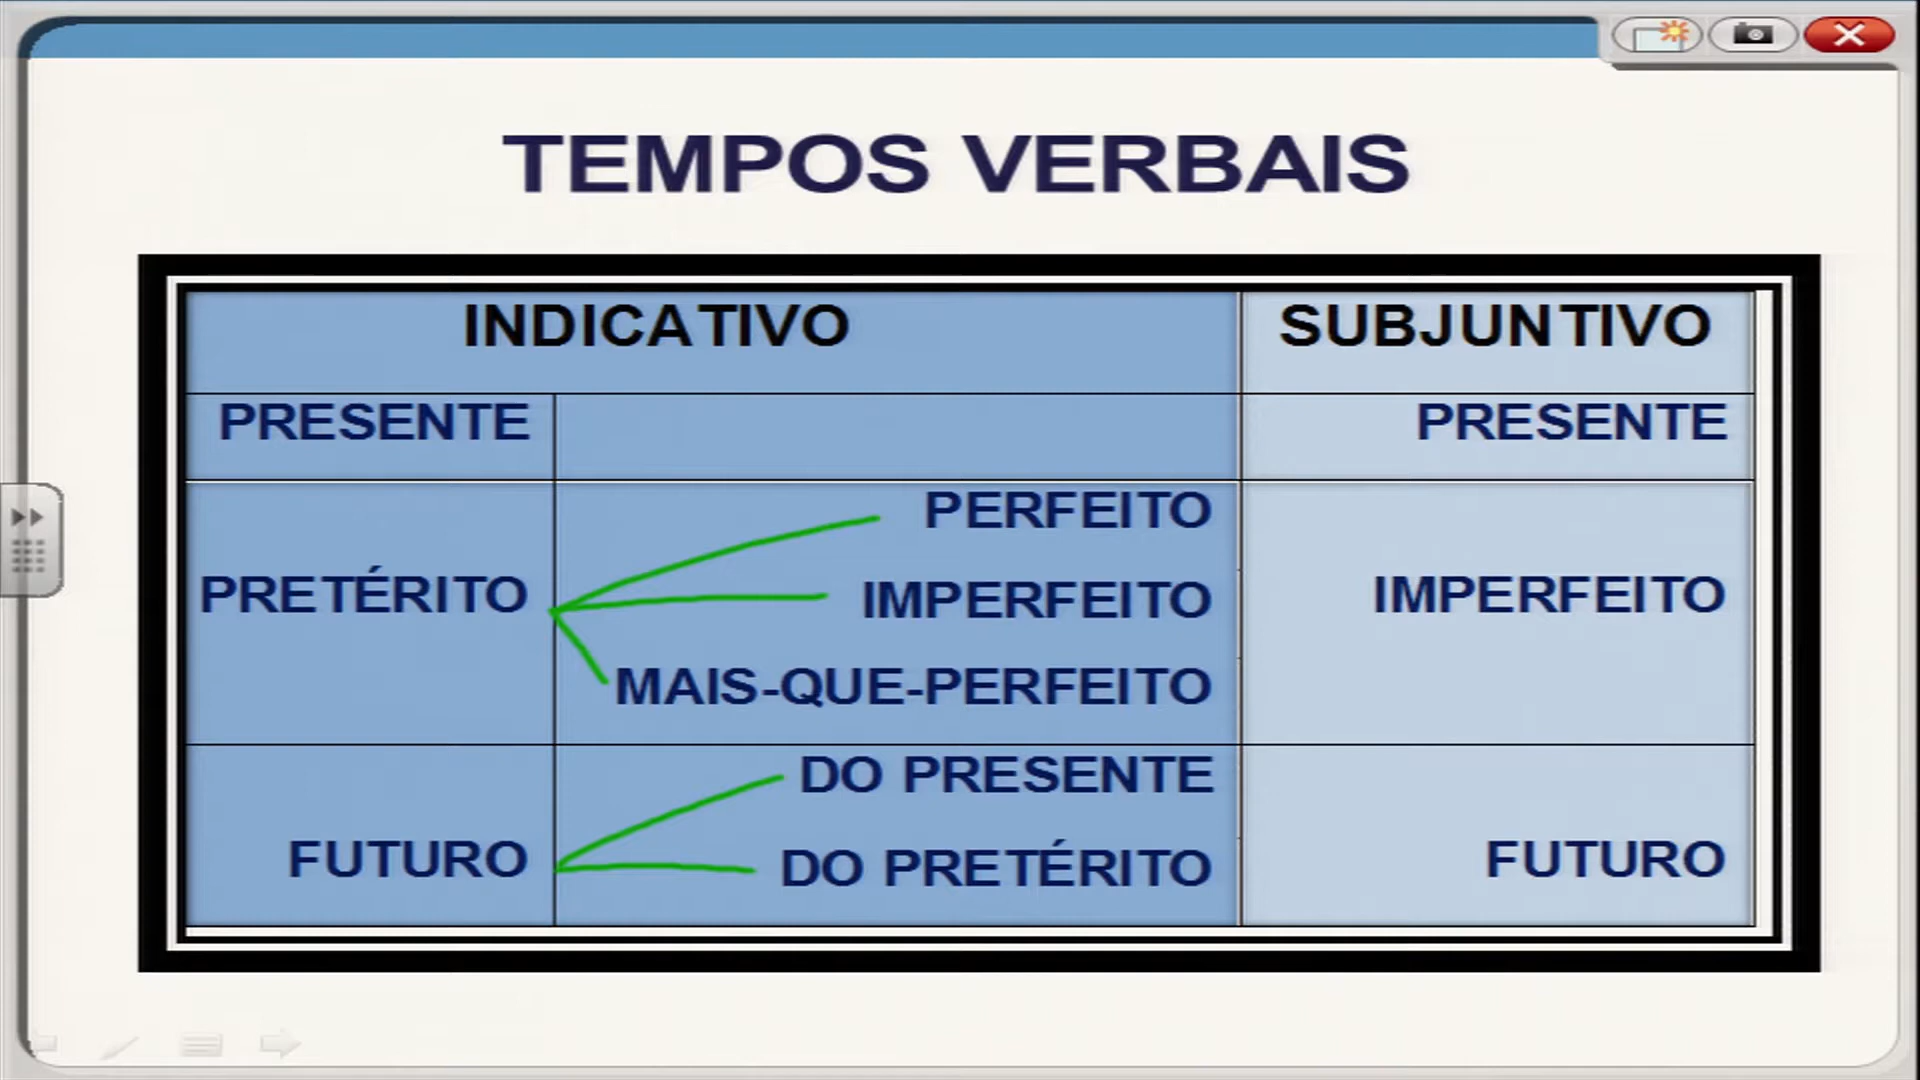 TEMPOS VERBAIS
INDICATIVO SUBJUNTIVO
PRESENTE PRESENTE
PERFEITO
PRETÉRITO IMPERFEITO IMPERFEITO
MAIS-QUE-PERFEITO
DO PRESENTE
FUTURO DO PRETÉRITO FUTURO